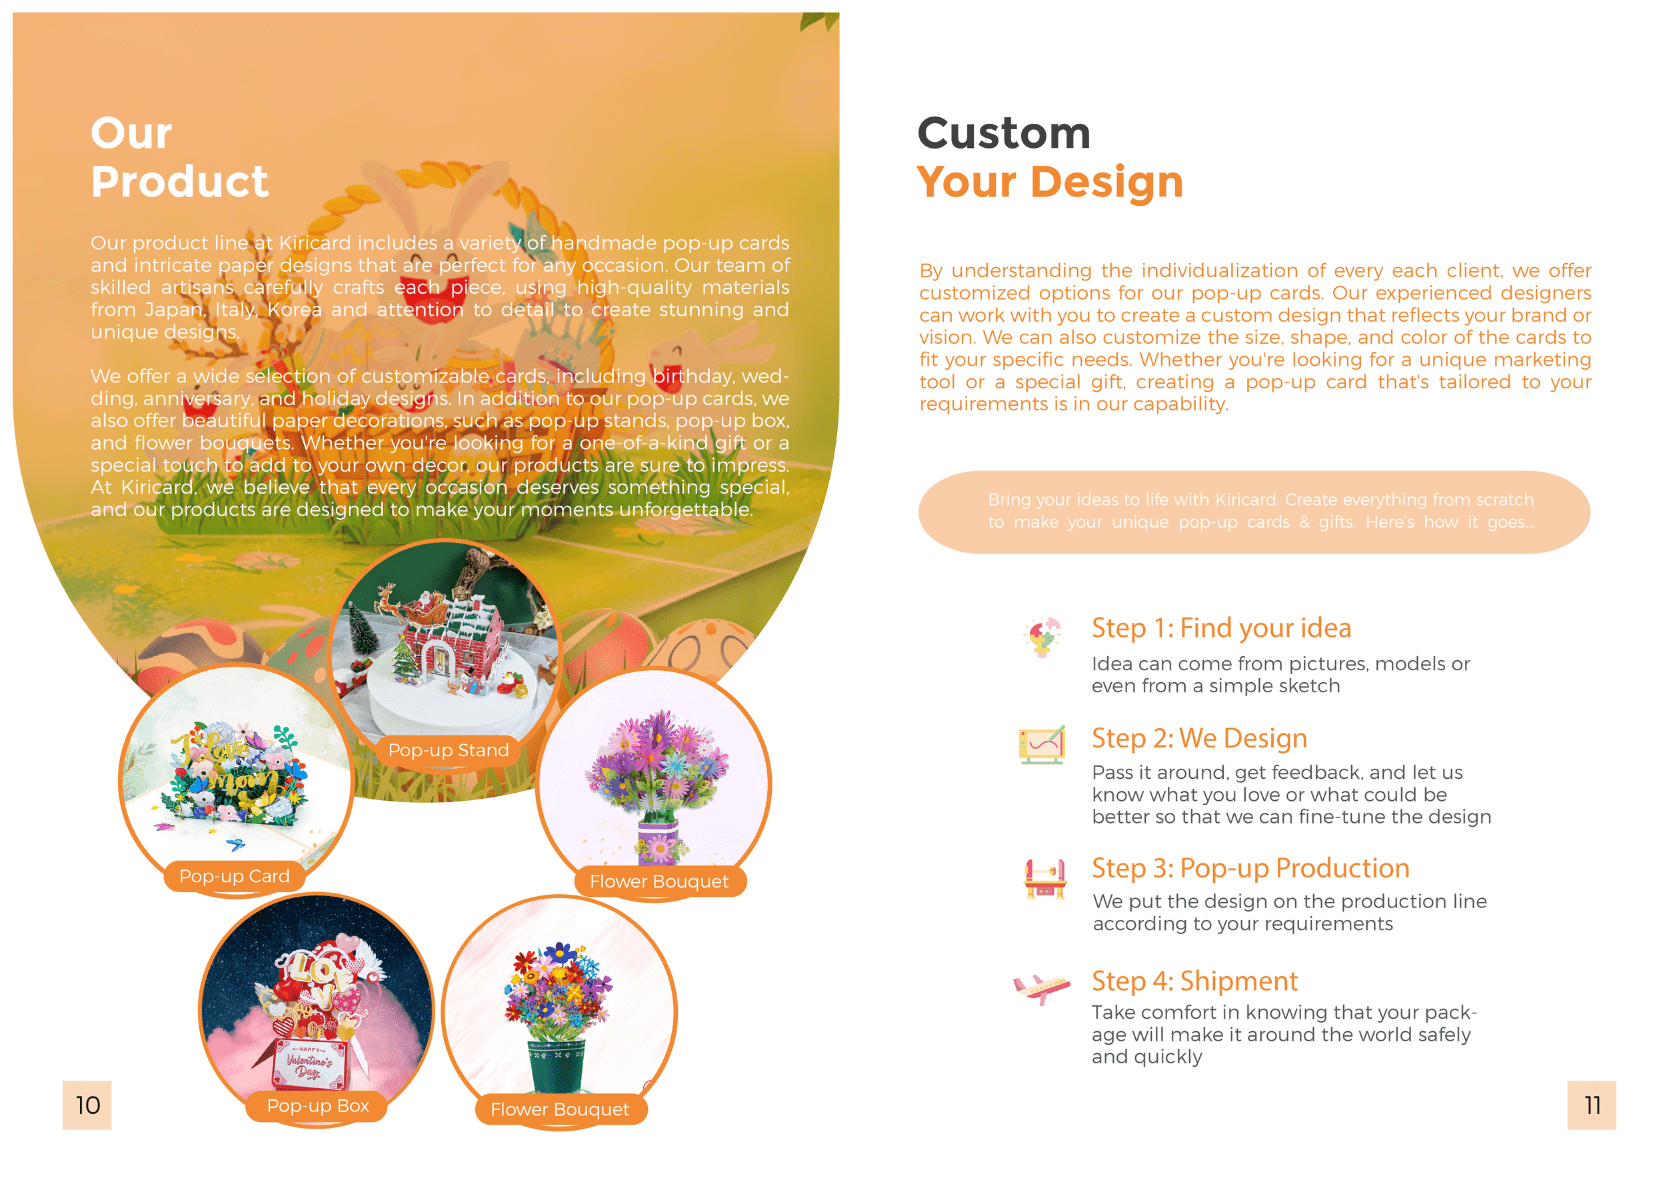 Our
Product
Our product line at Kiricard includes a variety of handmade pop-up cards
and intricate paper designs that are perfect for any occasion. Our team of
skilled artisans carefully crafts each piece, using high-quality materials
from Japan, Italy, Korea and attention to detail to create stunning and
unique designs.
We offer a wide selection of customizable cards, including birthday, wed-
ding, anniversary, and holiday designs. In addition to our pop-up cards, we
also offer beautiful paper decorations, such as pop-up stands, pop-up box,
and flower bouquets. Whether you're looking for a one-of-a-kind gift or a
special touch to add to your own decor, our products are sure to impress.
At Kiricard, we believe that every occasion deserves something special,
and our products are designed to make your moments unforgettable.
Pop-up Stand
I Love
Mom
Pop-up Card
Flower Bouquet
LOVE
HAPPY
Valentine's
Day
Pop-up Box
Flower Bouquet
10
Custom
Your Design
By understanding the individualization of every each client, we offer
customized options for our pop-up cards. Our experienced designers
can work with you to create a custom design that reflects your brand or
vision. We can also customize the size, shape, and color of the cards to
fit your specific needs. Whether you're looking for a unique marketing
tool or a special gift, creating a pop-up card that's tailored to your
requirements is in our capability.
Bring your ideas to life with Kiricard. Create everything from scratch
to make your unique pop-up cards & gifts. Here's how it goes...
Step 1: Find your idea
Idea can come from pictures, models or
even from a simple sketch
Step 2: We Design
Pass it around, get feedback, and let us
know what you love or what could be
better so that we can fine-tune the design
Step 3: Pop-up Production
We put the design on the production line
according to your requirements
Step 4: Shipment
Take comfort in knowing that your pack-
age will make it around the world safely
and quickly
11